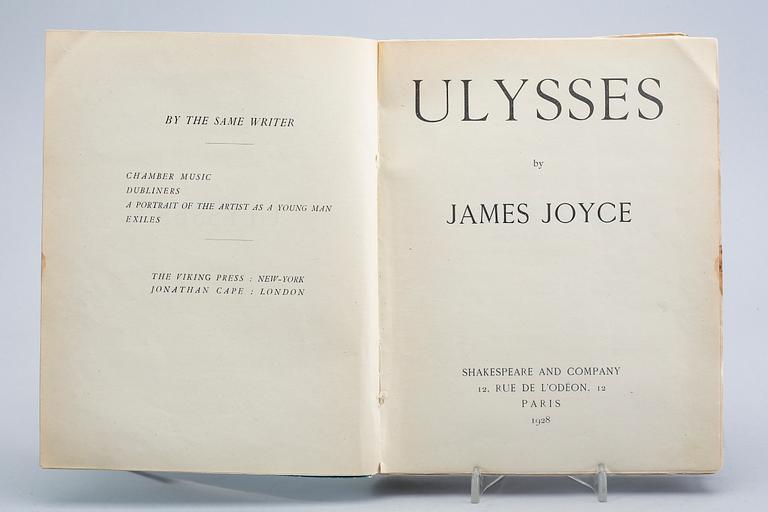 BY THE SAME WRITER
CHAMBER MUSIC
DUBLINERS
A PORTRAIT OF THE ARTIST AS A YOUNG MAN
EXILES
THE VIKING PRESS : NEW-YORK
JONATHAN CAPE : LONDON
ULYSSES
by
JAMES JOYCE
SHAKESPEARE AND COMPANY
12, RUE DE L'ODÉON, 12
PARIS
1928